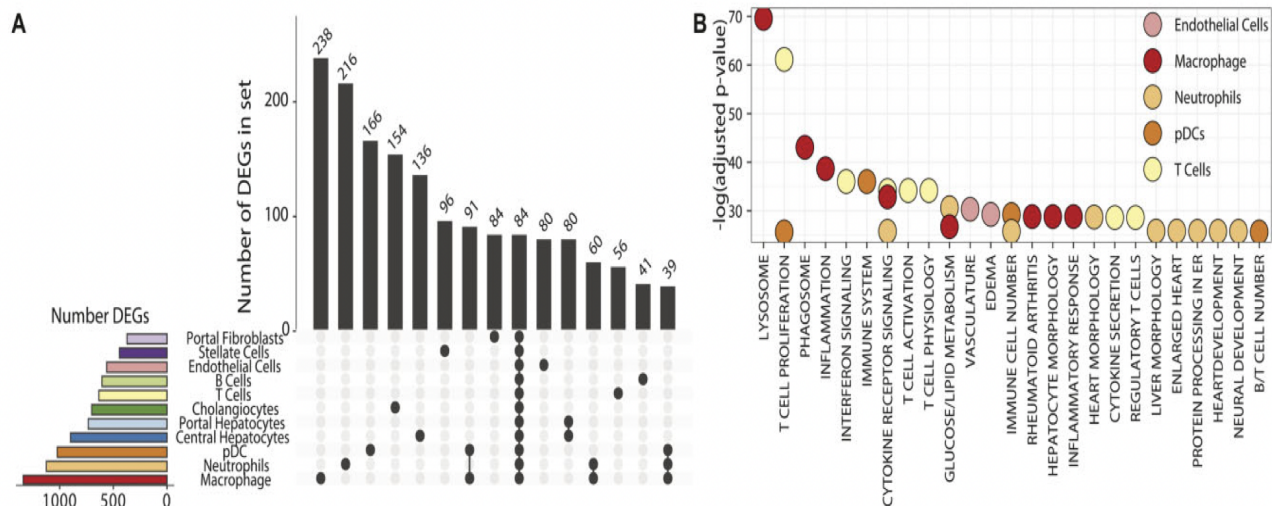 A
Number of DEGs in set
200
100
0
238
216
166
154
136
96
91
84
84
80
80
60
56
41
39
Number DEGs
Portal Fibroblasts
Stellate Cells
Endothelial Cells
B Cells
T Cells
Cholangiocytes
Portal Hepatocytes
Central Hepatocytes
pDC
Neutrophils
Macrophage
1000 500 0
B
-log(adjusted p-value)
70
60
50
40
30
Endothelial Cells
Macrophage
Neutrophils
pDCs
T Cells
LYSOSOME
T CELL PROLIFERATION
PHAGOSOME
INFLAMMATION
INTERFERON SIGNALING
IMMUNE SYSTEM
CYTOKINE RECEPTOR SIGNALING
T CELL ACTIVATION
T CELL PHYSIOLOGY
GLUCOSE/LIPID METABOLISM
VASCULATURE
EDEMA
IMMUNE CELL NUMBER
RHEUMATOID ARTHRITIS
HEPATOCYTE MORPHOLOGY
INFLAMMATORY RESPONSE
HEART MORPHOLOGY
CYTOKINE SECRETION
REGULATORY T CELLS
LIVER MORPHOLOGY
ENLARGED HEART
PROTEIN PROCESSING IN ER
HEARTDEVELOPMENT
NEURAL DEVELOPMENT
B/T CELL NUMBER